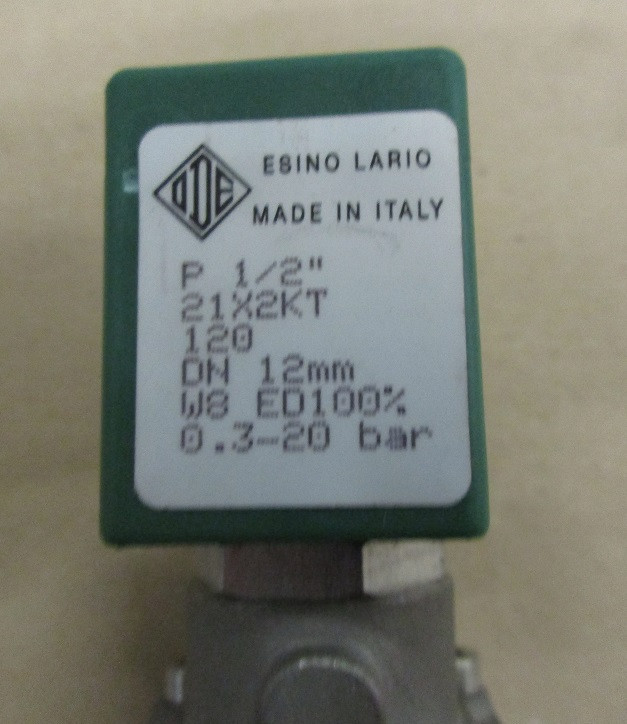 ODE
ESINO LARIO
MADE IN ITALY
P 1/2"
21X2KT
120
DN 12mm
W8 ED100%
0.3-20 bar